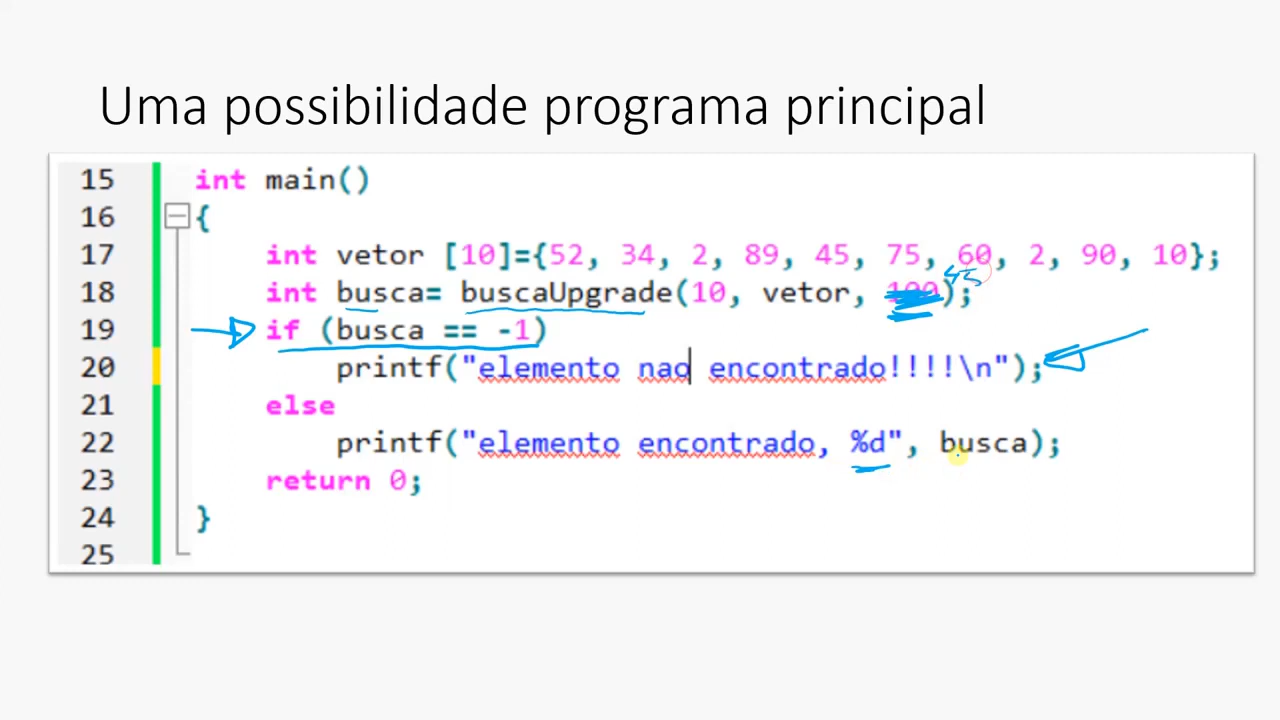 Uma possibilidade programa principal
15 int main()
16 {
17 int vetor [10]={52, 34, 2, 89, 45, 75, 60, 2, 90, 10};
45
18 int busca= buscaUpgrade(10, vetor, 100);
19 if (busca == -1)
20 printf("elemento nao encontrado!!!!\n");
21 else
22 printf("elemento encontrado, %d", busca);
23 return 0;
24 }
25